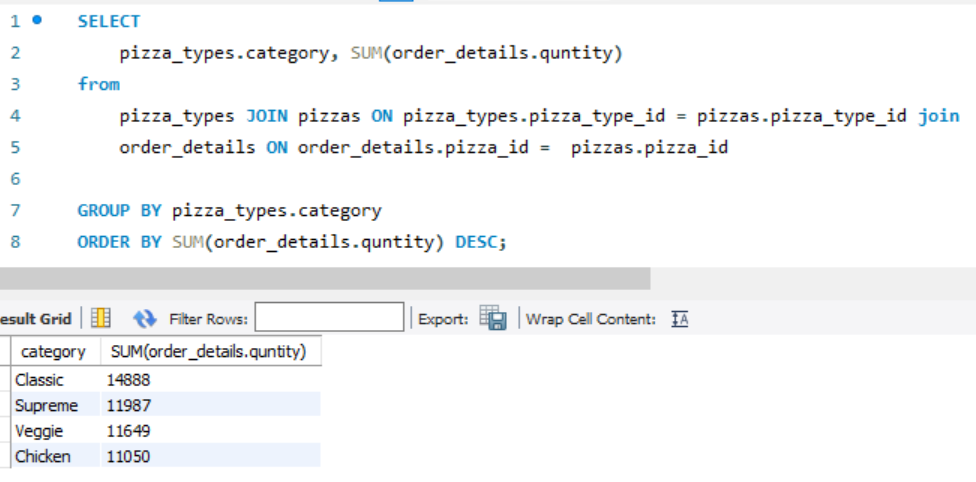 1 SELECT
2 pizza_types.category, SUM(order_details.quntity)
3 from
4 pizza_types JOIN pizzas ON pizza_types.pizza_type_id = pizzas.pizza_type_id join
5 order_details ON order_details.pizza_id = pizzas.pizza_id
6
7 GROUP BY pizza_types.category
8 ORDER BY SUM(order_details.quntity) DESC;
esult Grid Filter Rows: Export: Wrap Cell Content: IA
category SUM(order_details.quntity)
Classic 14888
Supreme 11987
Veggie 11649
Chicken 11050